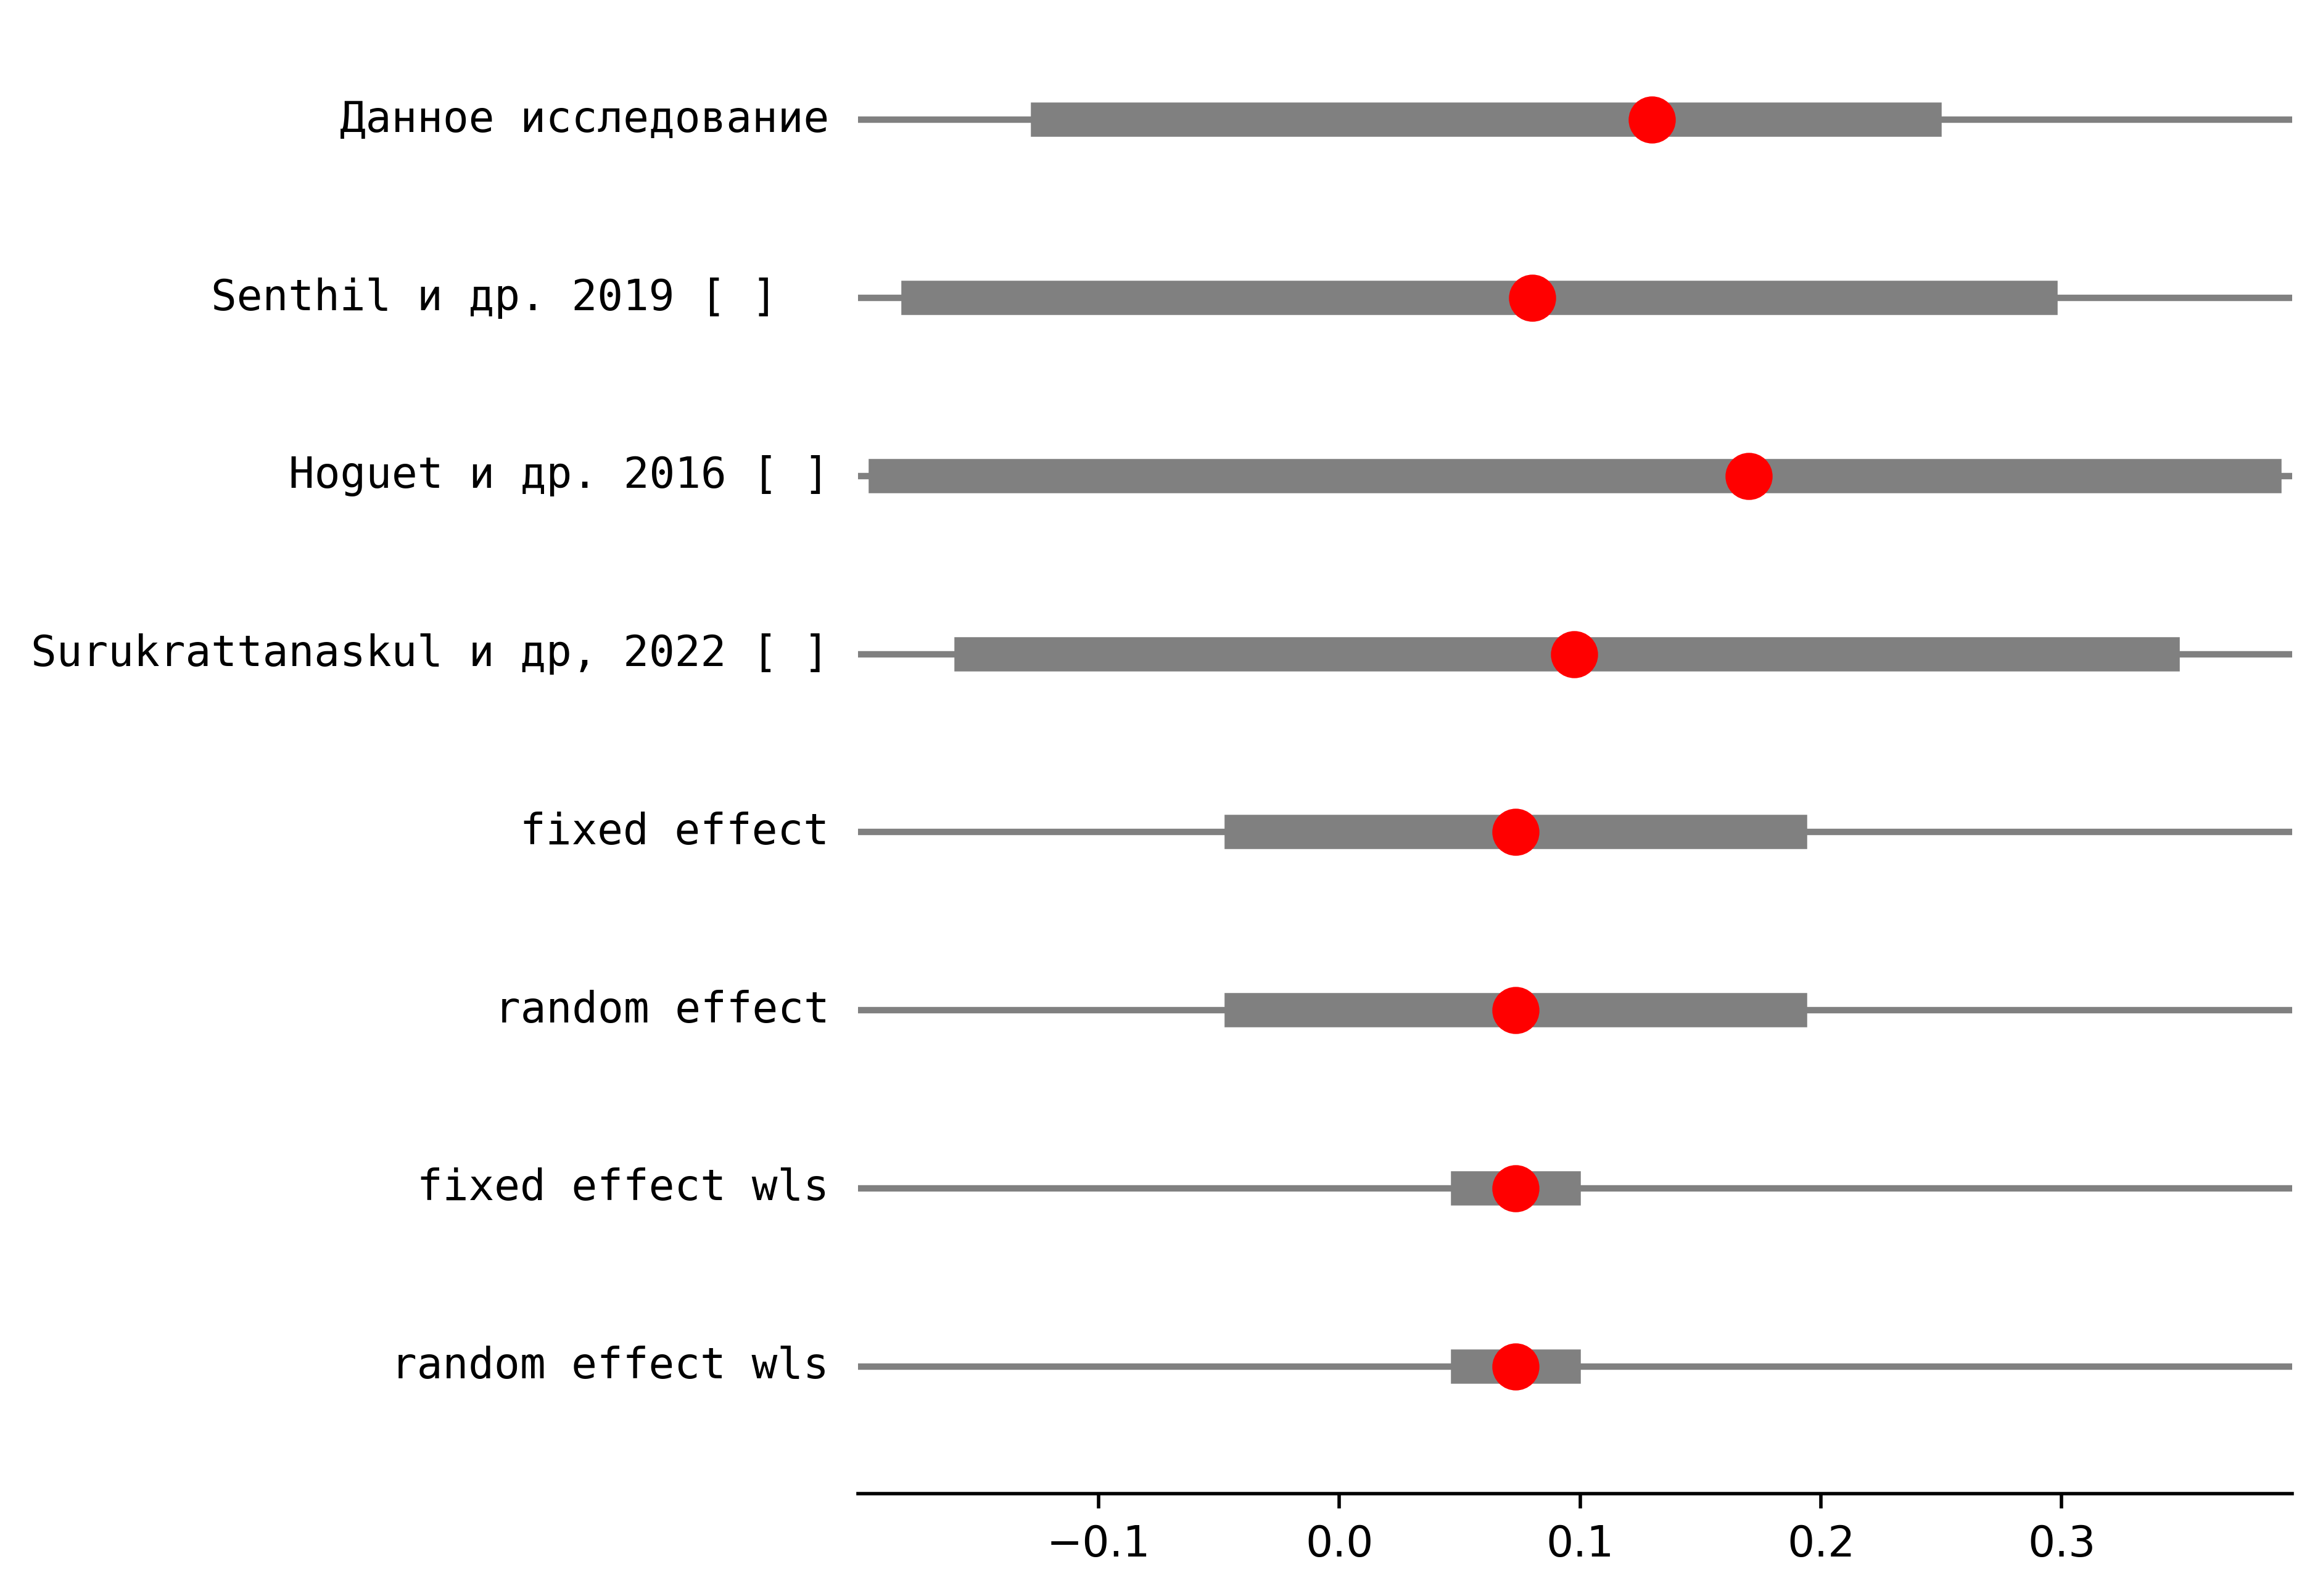 Данное исследование
Senthil и др. 2019 [ ]
Hoguet и др. 2016 [ ]
Surukrattanaskul и др, 2022 [ ]
fixed effect
random effect
fixed effect wls
random effect wls
−0.1 0.0 0.1 0.2 0.3